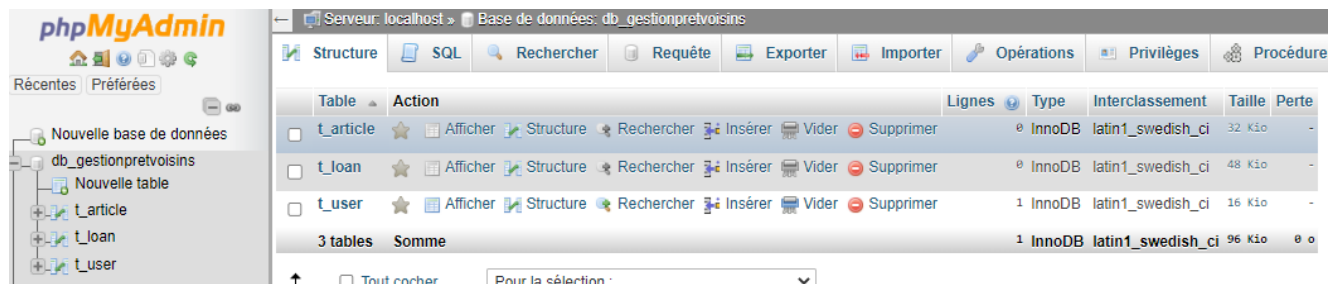 phpMyAdmin
Récentes Préférées
Nouvelle base de données
db_gestionpretvoisins
Nouvelle table
t_article
t_loan
t_user
Serveur: localhost » Base de données: db_gestionpretvoisins
Structure SQL Rechercher Requête Exporter Importer Opérations Privilèges Procédure
Table Action Lignes Type Interclassement Taille Perte
t_article Afficher Structure Rechercher Insérer Vider Supprimer 0 InnoDB latin1_swedish_ci 32 Kio -
t_loan Afficher Structure Rechercher Insérer Vider Supprimer 0 InnoDB latin1_swedish_ci 48 Kio -
t_user Afficher Structure Rechercher Insérer Vider Supprimer 1 InnoDB latin1_swedish_ci 16 Kio -
3 tables Somme 1 InnoDB latin1_swedish_ci 96 Kio 0 o
Tout cocher Pour la sélection :